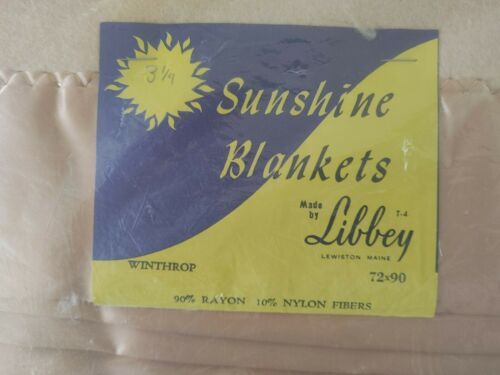 3 1/4
Sunshine
Blankets
Made by
Libbey T-4
LEWISTON MAINE
WINTHROP
72x90
90% RAYON 10% NYLON FIBERS